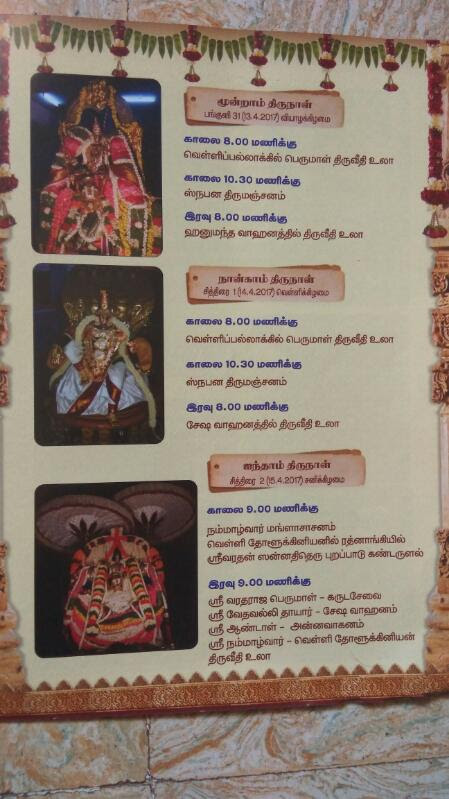 மூன்றாம் திருநாள்
பங்குனி 31 (13.4.2017) வியாழக்கிழமை
காலை 8.00 மணிக்கு
வெள்ளிப்பல்லாக்கில் பெருமாள் திருவீதி உலா
காலை 10.30 மணிக்கு
ஸ்நபன திருமஞ்சனம்
இரவு 8.00 மணிக்கு
ஹனுமந்த வாஹனத்தில் திருவீதி உலா
நான்காம் திருநாள்
சித்திரை 1 (14.4.2017) வெள்ளிக்கிழமை
காலை 8.00 மணிக்கு
வெள்ளிப்பல்லாக்கில் பெருமாள் திருவீதி உலா
காலை 10.30 மணிக்கு
ஸ்நபன திருமஞ்சனம்
இரவு 8.00 மணிக்கு
சேஷ வாஹனத்தில் திருவீதி உலா
ஐந்தாம் திருநாள்
சித்திரை 2 (15.4.2017) சனிக்கிழமை
காலை 9.00 மணிக்கு
நம்மாழ்வார் மங்ளாசாசனம்
வெள்ளி தோளூக்கினியனில் ரத்னாங்கியில்
ஸ்ரீவரதன் ஸன்னதிதெரு புறப்பாடு கண்டருளல்
இரவு 9.00 மணிக்கு
ஸ்ரீ வரதராஜ பெருமாள் - கருடசேவை
ஸ்ரீ வேதவல்லி தாயார் - சேஷ வாஹனம்
ஸ்ரீ ஆண்டாள் - அன்னவாகனம்
ஸ்ரீ நம்மாழ்வார் - வெள்ளி தோளூக்கினியன்
திருவீதி உலா